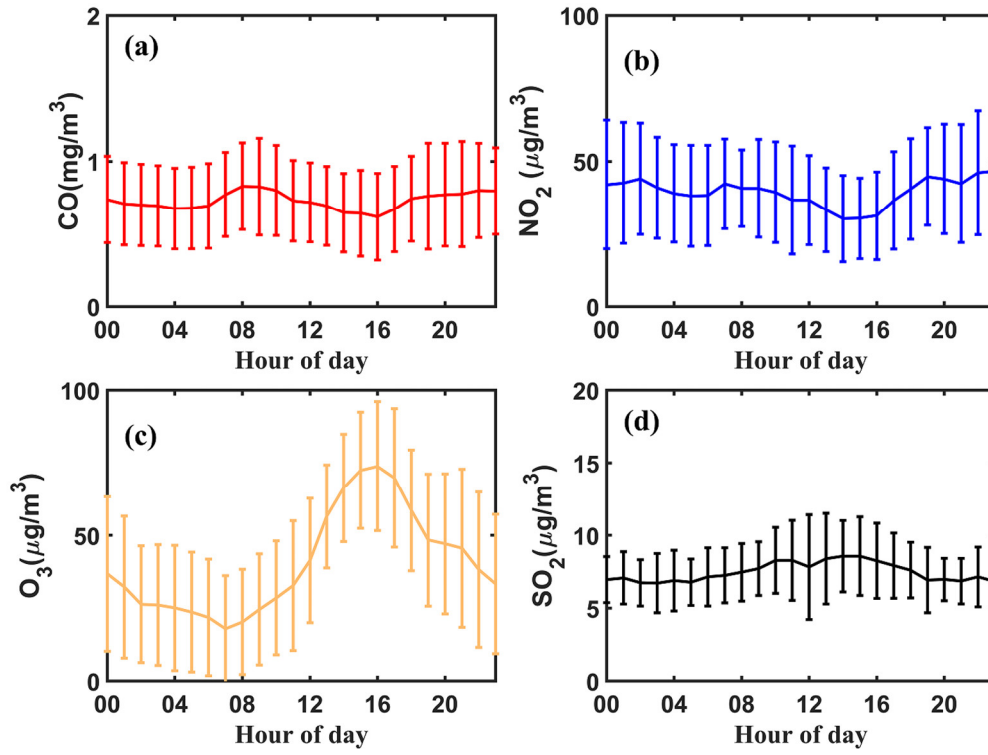 (a)
CO(mg/m³)
2
1
0
00 04 08 12 16 20
Hour of day
(b)
NO₂ (μg/m³)
100
50
0
00 04 08 12 16 20
Hour of day
(c)
O₃(μg/m³)
100
50
0
00 04 08 12 16 20
Hour of day
(d)
SO₂(μg/m³)
20
15
10
5
0
00 04 08 12 16 20
Hour of day